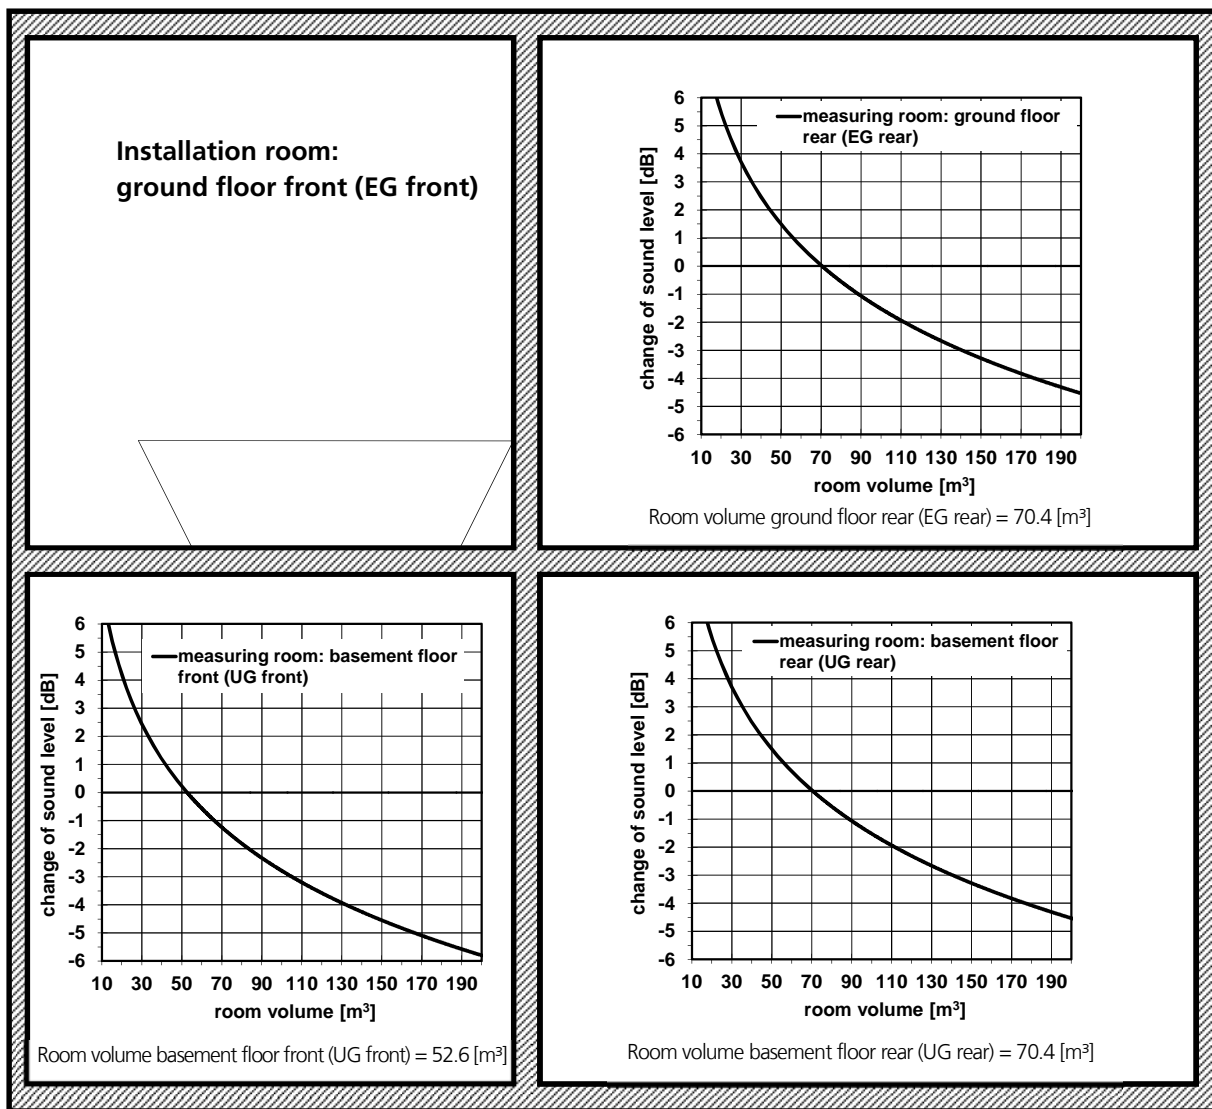 Installation room:
ground floor front (EG front)
measuring room: ground floor
rear (EG rear)
change of sound level [dB]
6
5
4
3
2
1
0
-1
-2
-3
-4
-5
-6
10 30 50 70 90 110 130 150 170 190
room volume [m³]
Room volume ground floor rear (EG rear) = 70.4 [m³]
measuring room: basement floor
front (UG front)
change of sound level [dB]
6
5
4
3
2
1
0
-1
-2
-3
-4
-5
-6
10 30 50 70 90 110 130 150 170 190
room volume [m³]
Room volume basement floor front (UG front) = 52.6 [m³]
measuring room: basement floor
rear (UG rear)
change of sound level [dB]
6
5
4
3
2
1
0
-1
-2
-3
-4
-5
-6
10 30 50 70 90 110 130 150 170 190
room volume [m³]
Room volume basement floor rear (UG rear) = 70.4 [m³]